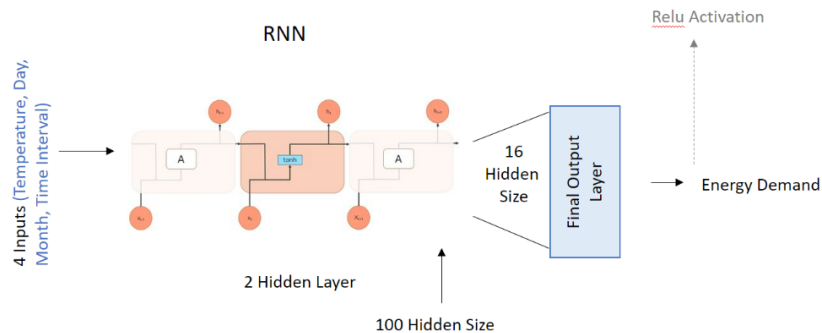 Relu Activation
RNN
4 Inputs (Temperature, Day,
Month, Time Interval)
A
tanh
A
16
Hidden
Size
Final Output
Layer
Energy Demand
2 Hidden Layer
100 Hidden Size